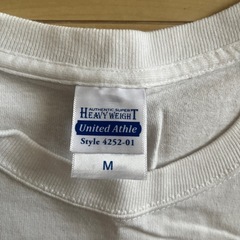 AUTHENTIC SUPER
HEAVY WEIGHT
United Athle
Style 4252-01
M